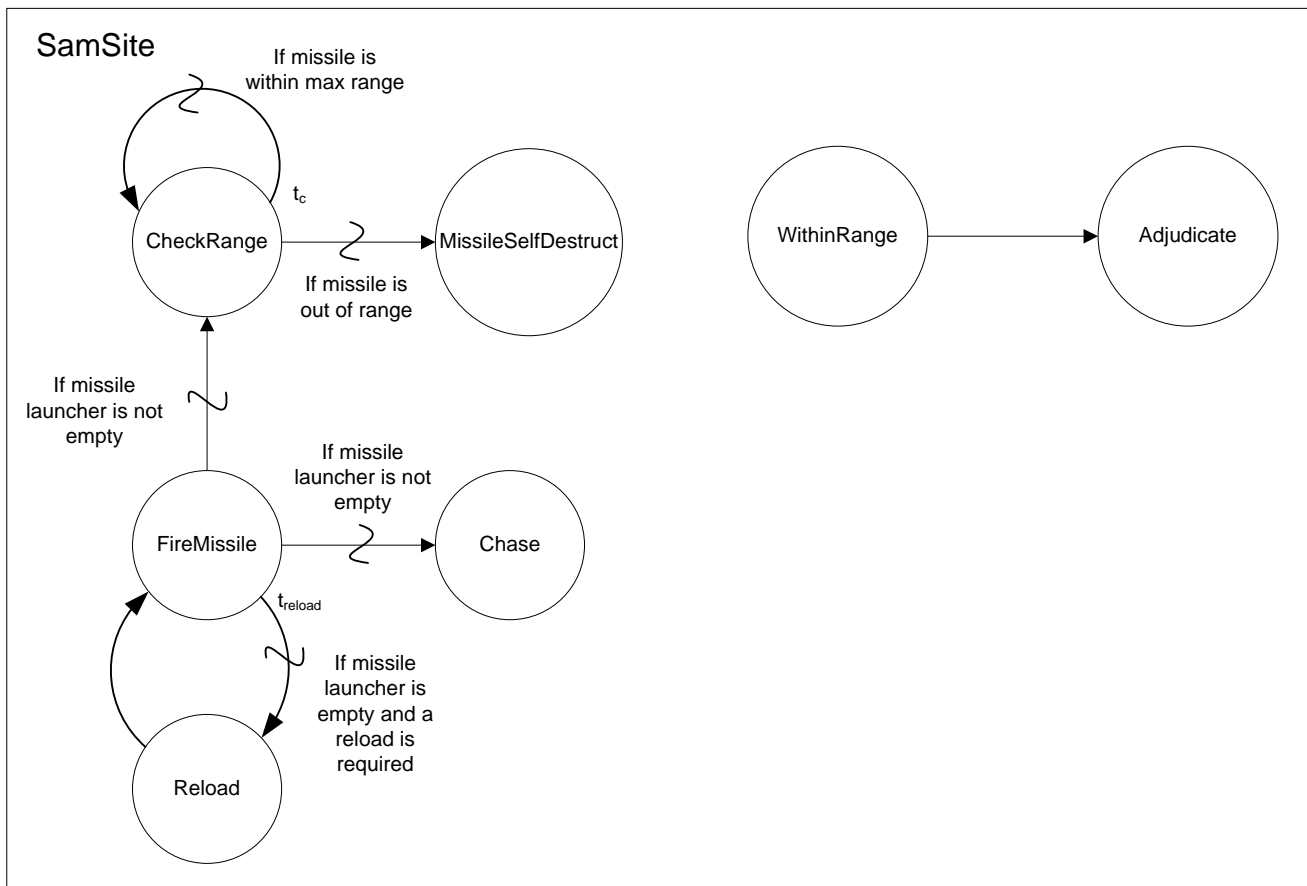 SamSite
If missile is
within max range
tc
CheckRange
MissileSelfDestruct
WithinRange
Adjudicate
If missile is
out of range
If missile
launcher is not
empty
If missile
launcher is not
empty
FireMissile
Chase
treload
If missile
launcher is
empty and a
reload is
required
Reload